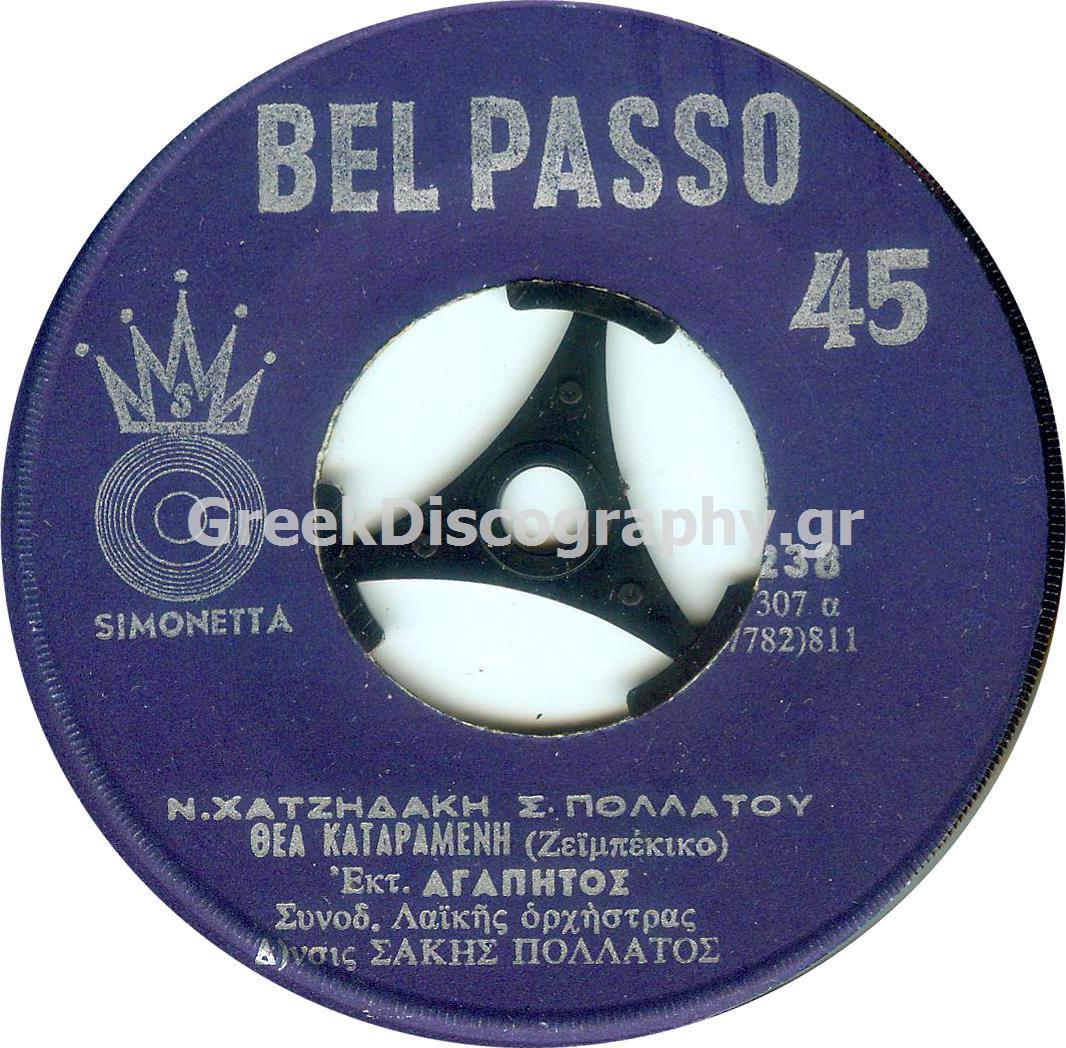 BEL PASSO
45
S
GreekDiscography.gr
SIMONETTA
307 α
7782)811
Ν.ΧΑΤΖΗΔΑΚΗ Σ.ΠΟΛΛΑΤΟΥ
ΘΕΑ ΚΑΤΑΡΑΜΕΝΗ (Ζεϊμπέκικο)
Ἐκτ. ΑΓΑΠΗΤΟΣ
Συνοδ. Λαϊκῆς ὀρχήστρας
Δ)νσις ΣΑΚΗΣ ΠΟΛΛΑΤΟΣ